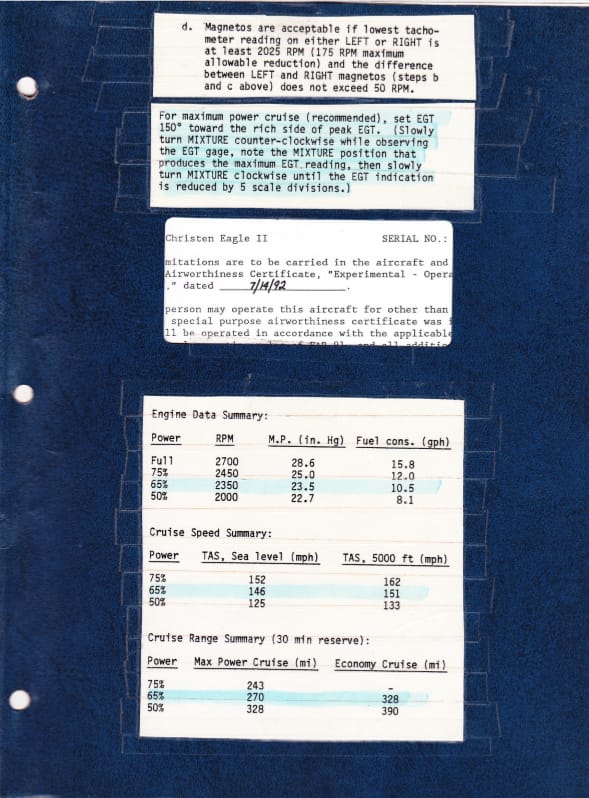 d. Magnetos are acceptable if lowest tacho-
meter reading on either LEFT or RIGHT is
at least 2025 RPM (175 RPM maximum
allowable reduction) and the difference
between LEFT and RIGHT magnetos (steps b
and c above) does not exceed 50 RPM.
For maximum power cruise (recommended), set EGT
150° toward the rich side of peak EGT. (Slowly
turn MIXTURE counter-clockwise while observing
the EGT gage, note the MIXTURE position that
produces the maximum EGT reading, then slowly
turn MIXTURE clockwise until the EGT indication
is reduced by 5 scale divisions.)
Christen Eagle II SERIAL NO.:
mitations are to be carried in the aircraft and
Airworthiness Certificate, "Experimental - Opera
," dated 7/14/92.
person may operate this aircraft for other than
special purpose airworthiness certificate was
ll be operated in accordance with the applicable
Engine Data Summary:
Power RPM M.P. (in. Hg) Fuel cons. (gph)
Full 2700 28.6 15.8
75% 2450 25.0 12.0
65% 2350 23.5 10.5
50% 2000 22.7 8.1
Cruise Speed Summary:
Power TAS, Sea level (mph) TAS, 5000 ft (mph)
75% 152 162
65% 146 151
50% 125 133
Cruise Range Summary (30 min reserve):
Power Max Power Cruise (mi) Economy Cruise (mi)
75% 243 -
65% 270 328
50% 328 390